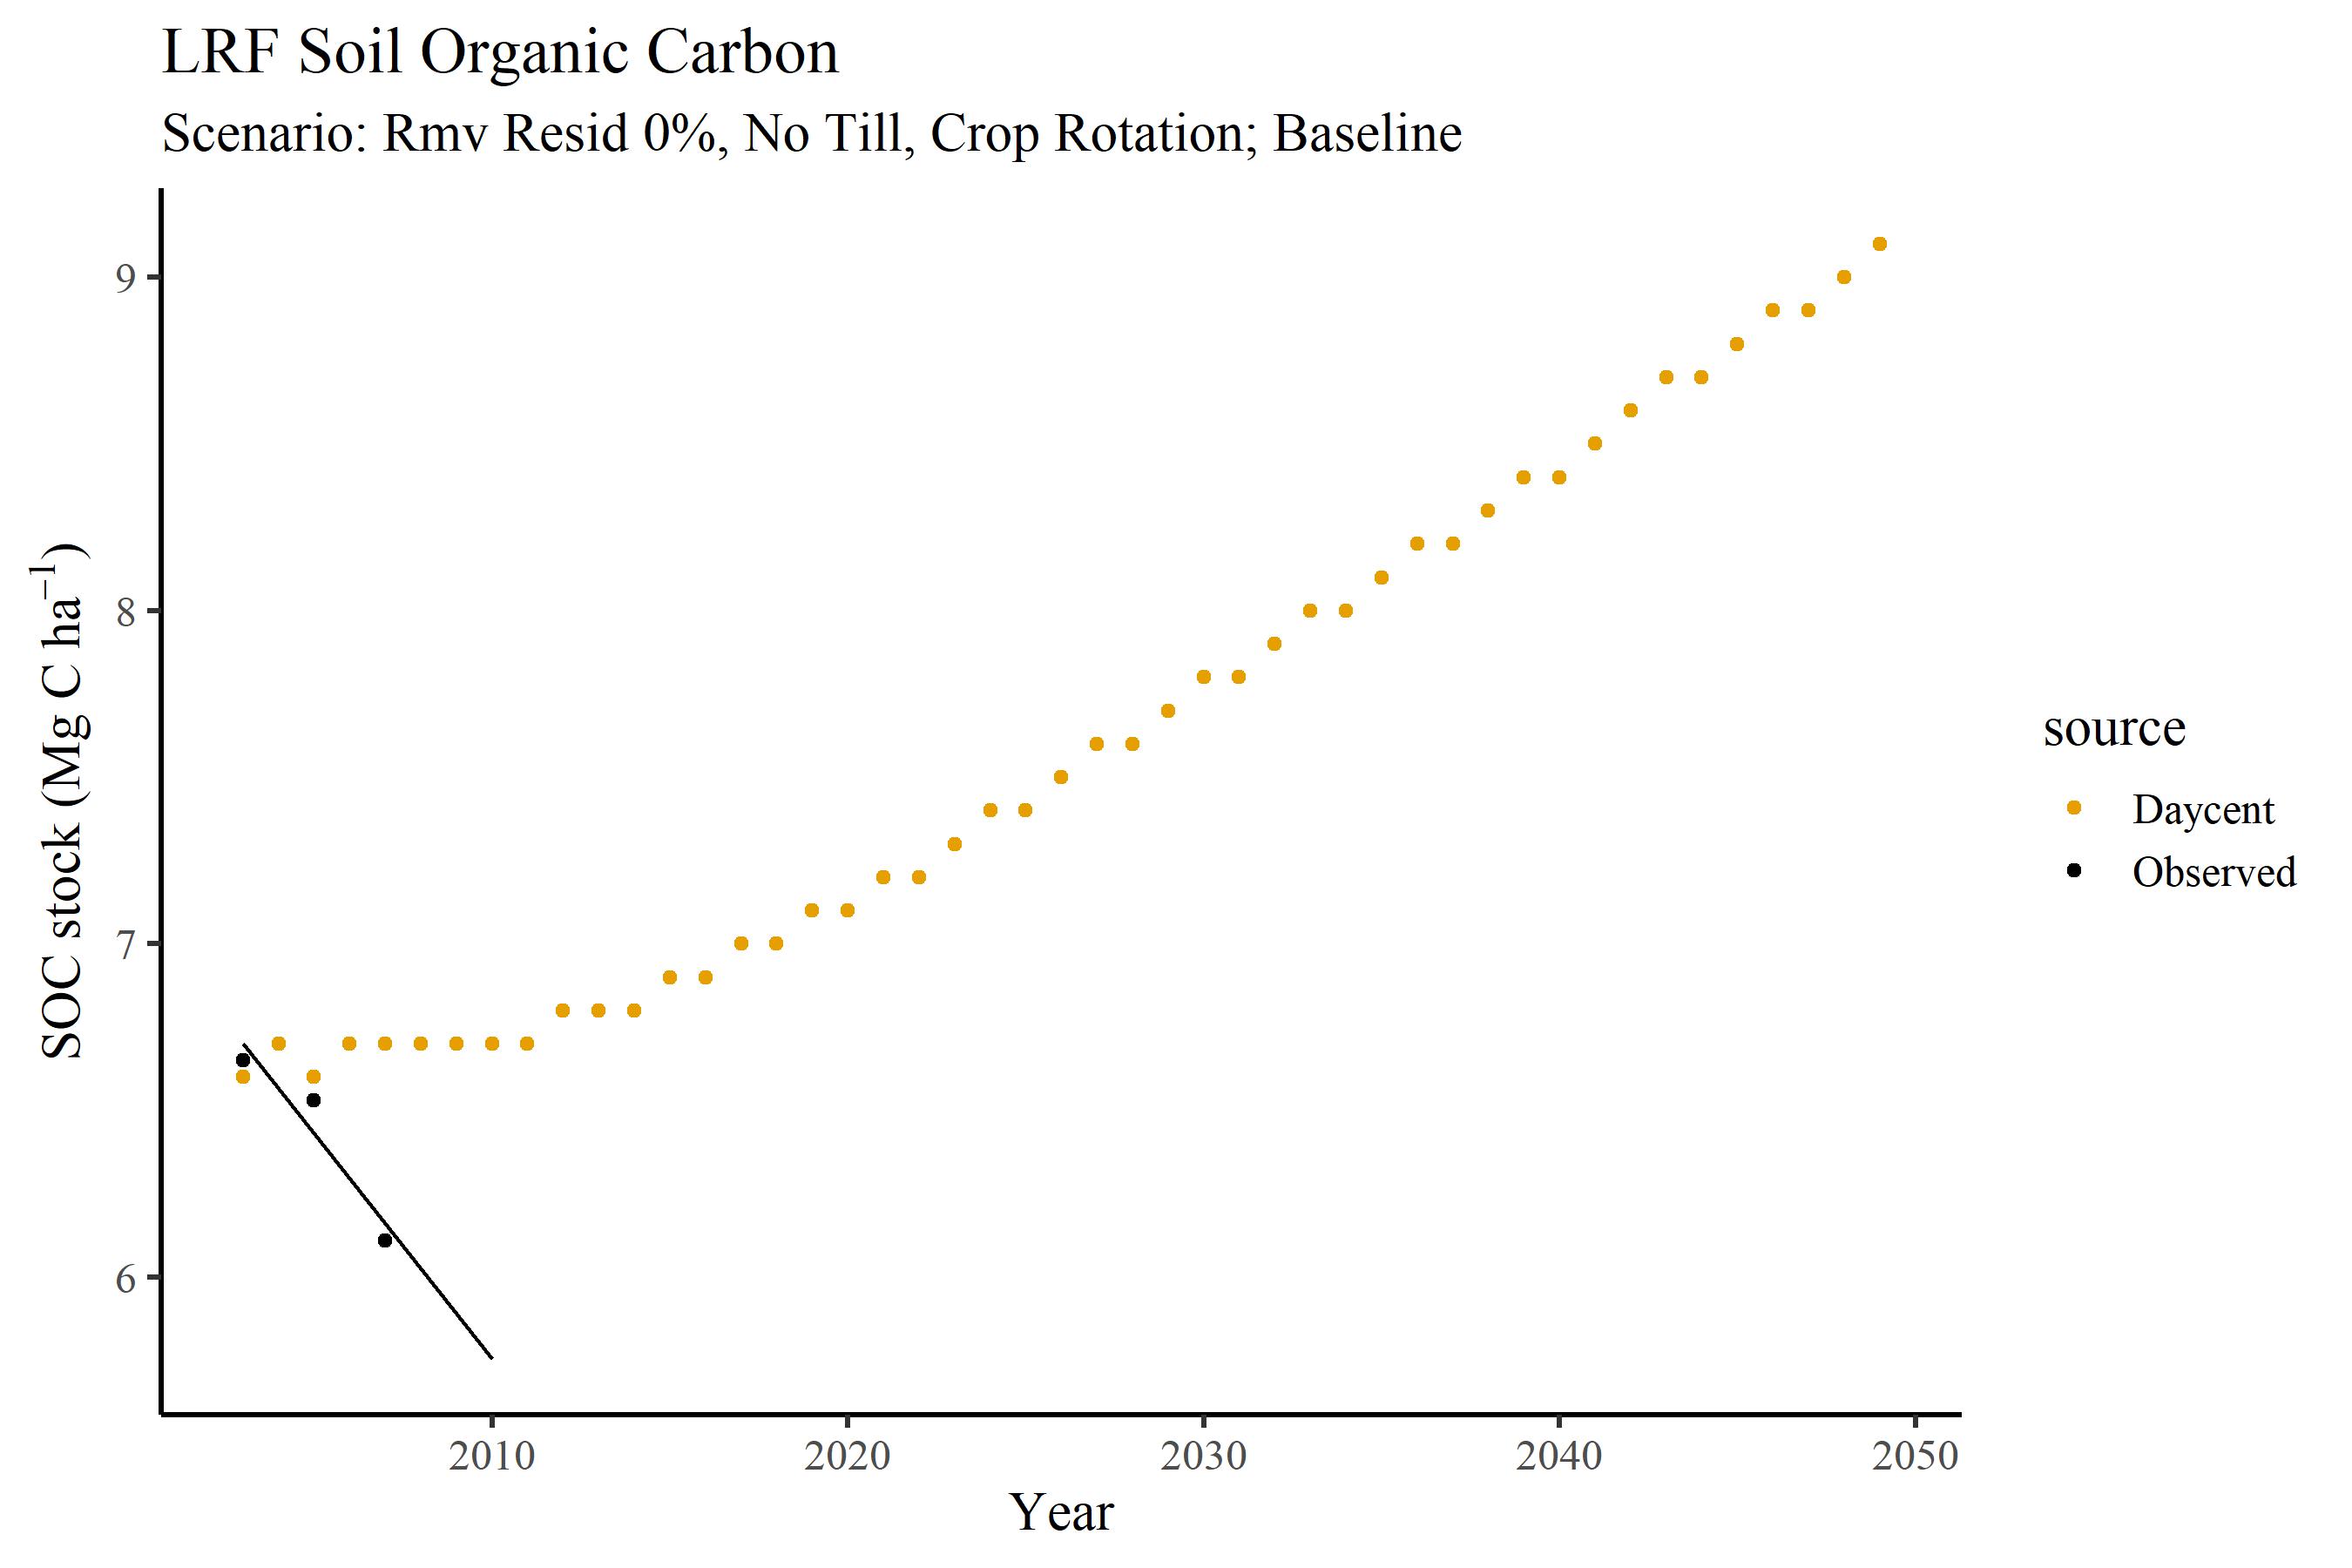 LRF Soil Organic Carbon
Scenario: Rmv Resid 0%, No Till, Crop Rotation; Baseline
SOC stock (Mg C ha⁻¹)
9
8
7
6
2010 2020 2030 2040 2050
Year
source
Daycent
Observed